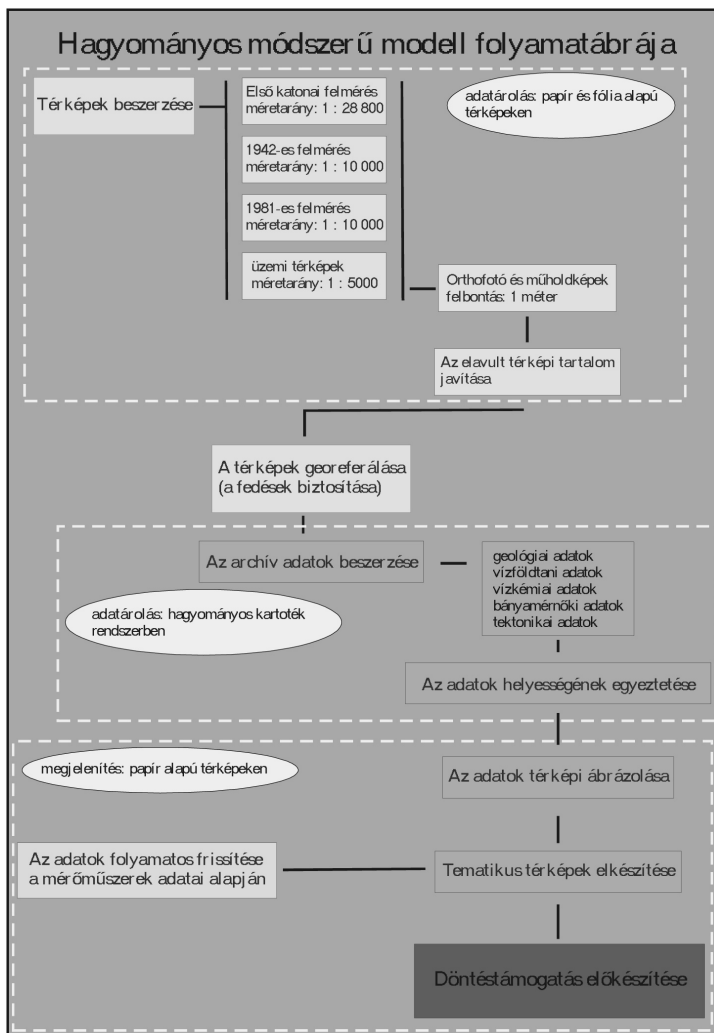 Hagyományos módszerű modell folyamatábrája
Térképek beszerzése
Első katonai felmérés
méretarány: 1 : 28 800
1942-es felmérés
méretarány: 1 : 10 000
1981-es felmérés
méretarány: 1 : 10 000
üzemi térképek
méretarány: 1 : 5000
adatárolás: papír és fólia alapú
térképeken
Orthofotó és műholdképek
felbontás: 1 méter
Az elavult térképi tartalom
javítása
A térképek georeferálása
(a fedések biztosítása)
Az archív adatok beszerzése
geológiai adatok
vízföldtani adatok
vízkémiai adatok
bányamérnőki adatok
tektonikai adatok
adatárolás: hagyományos kartoték
rendszerben
Az adatok helyességének egyeztetése
megjelenítés: papír alapú térképeken
Az adatok térképi ábrázolása
Az adatok folyamatos frissítése
a mérőműszerek adatai alapján
Tematikus térképek elkészítése
Döntéstámogatás előkészítése